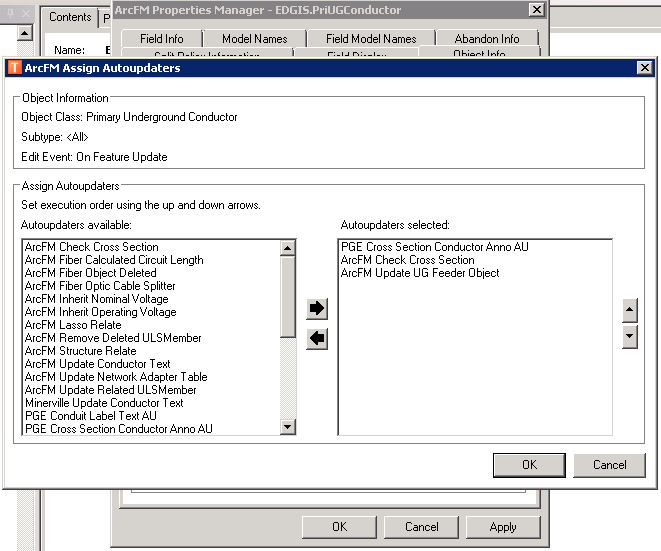 Contents
P
Name:
ArcFM Properties Manager - EDGIS.PriUGConductor
Field Info
Model Names
Field Model Names
Abandon Info
Split Policy Information
Field Display
Object Info
T ArcFM Assign Autoupdaters
Object Information
Object Class: Primary Underground Conductor
Subtype: <All>
Edit Event: On Feature Update
Assign Autoupdaters
Set execution order using the up and down arrows.
Autoupdaters available:
ArcFM Check Cross Section
ArcFM Fiber Calculated Circuit Length
ArcFM Fiber Object Deleted
ArcFM Fiber Optic Cable Splitter
ArcFM Inherit Nominal Voltage
ArcFM Inherit Operating Voltage
ArcFM Lasso Relate
ArcFM Remove Deleted ULSMember
ArcFM Structure Relate
ArcFM Update Conductor Text
ArcFM Update Network Adapter Table
ArcFM Update Related ULSMember
Minerville Update Conductor Text
PGE Conduit Label Text AU
PGE Cross Section Conductor Anno AU
Autoupdaters selected:
PGE Cross Section Conductor Anno AU
ArcFM Check Cross Section
ArcFM Update UG Feeder Object
OK
Cancel
OK
Cancel
Apply